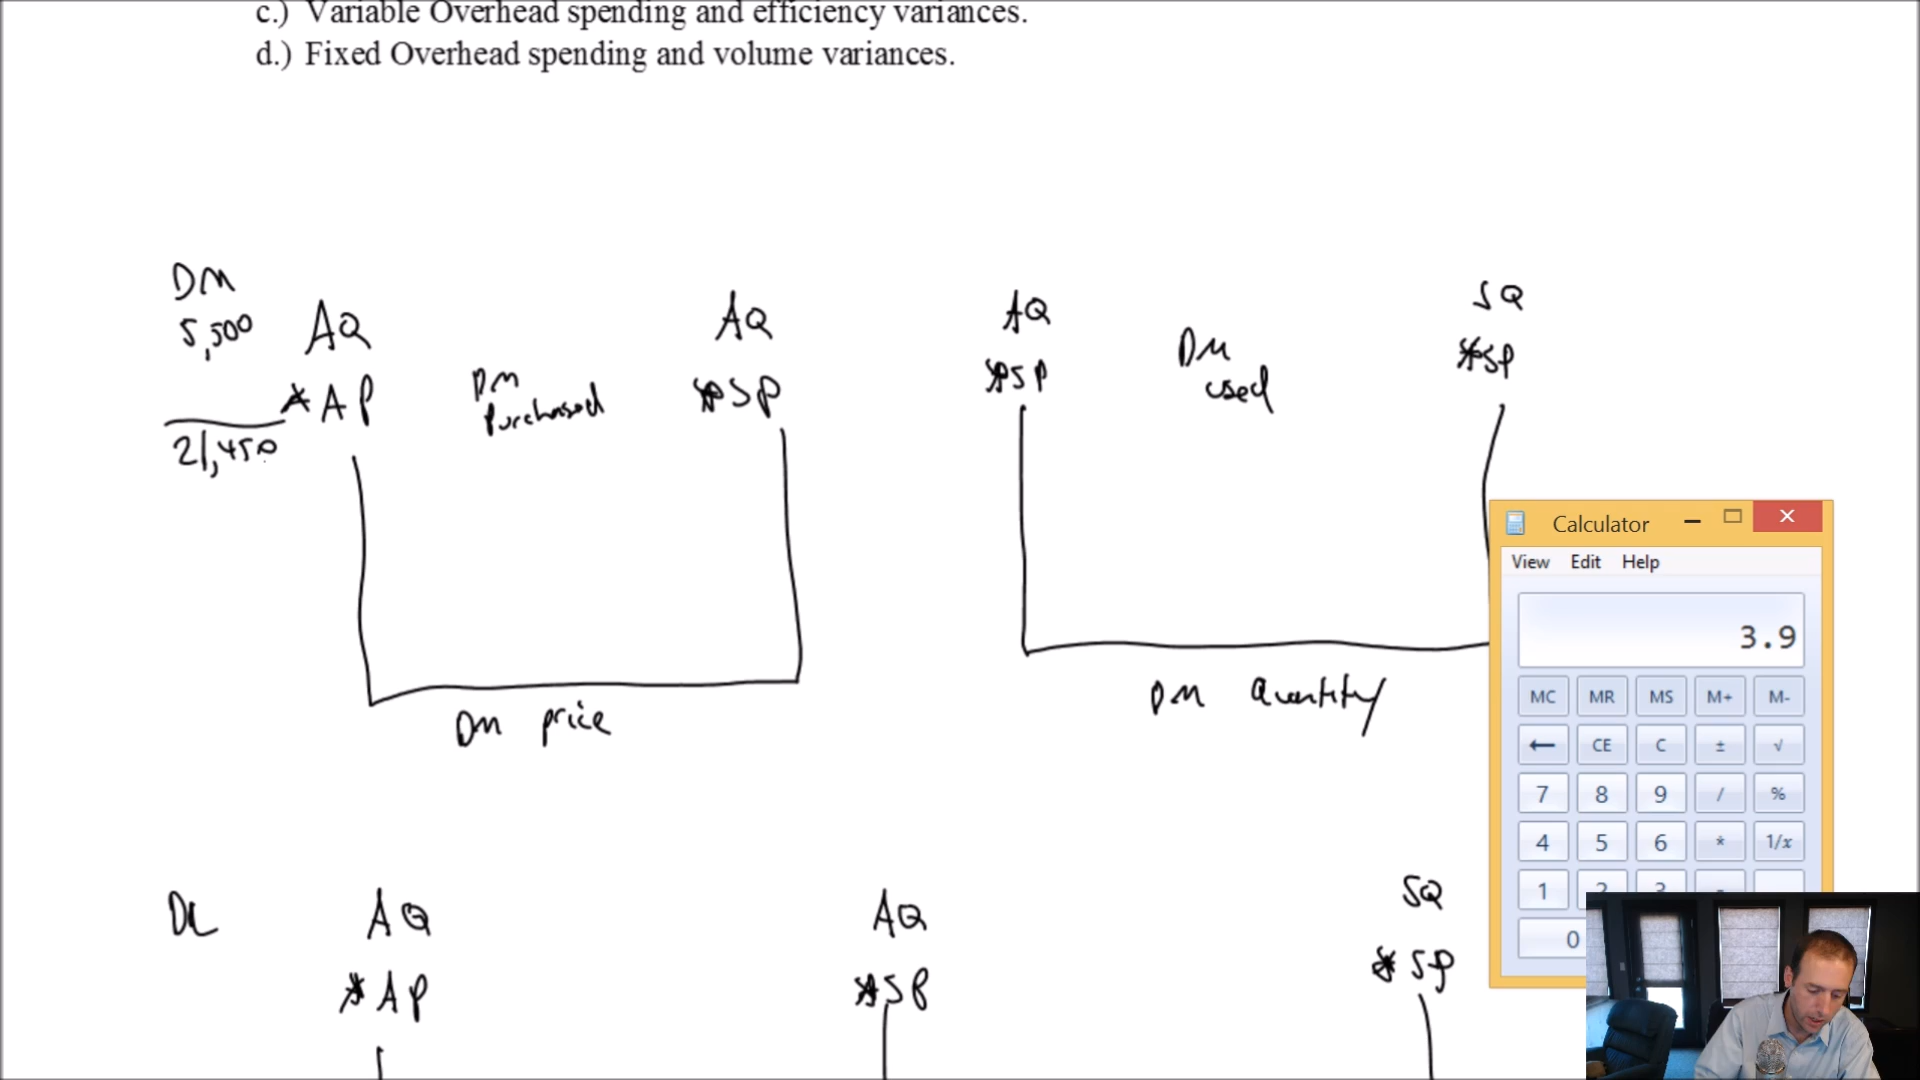 c.) Variable Overhead spending and efficiency variances.
d.) Fixed Overhead spending and volume variances.
DM
5,500 AQ
* AP
21,450
DM
Purchased
AQ
*SP
DM price
AQ
*SP
DM
used
SQ
*SP
DM Quantity
DL
AQ
*AP
AQ
*SP
SQ
*SP
Calculator
View Edit Help
3.9
MC MR MS M+ M-
← CE C ± √
7 8 9 / %
4 5 6 * 1/x
1 2 3 -
0